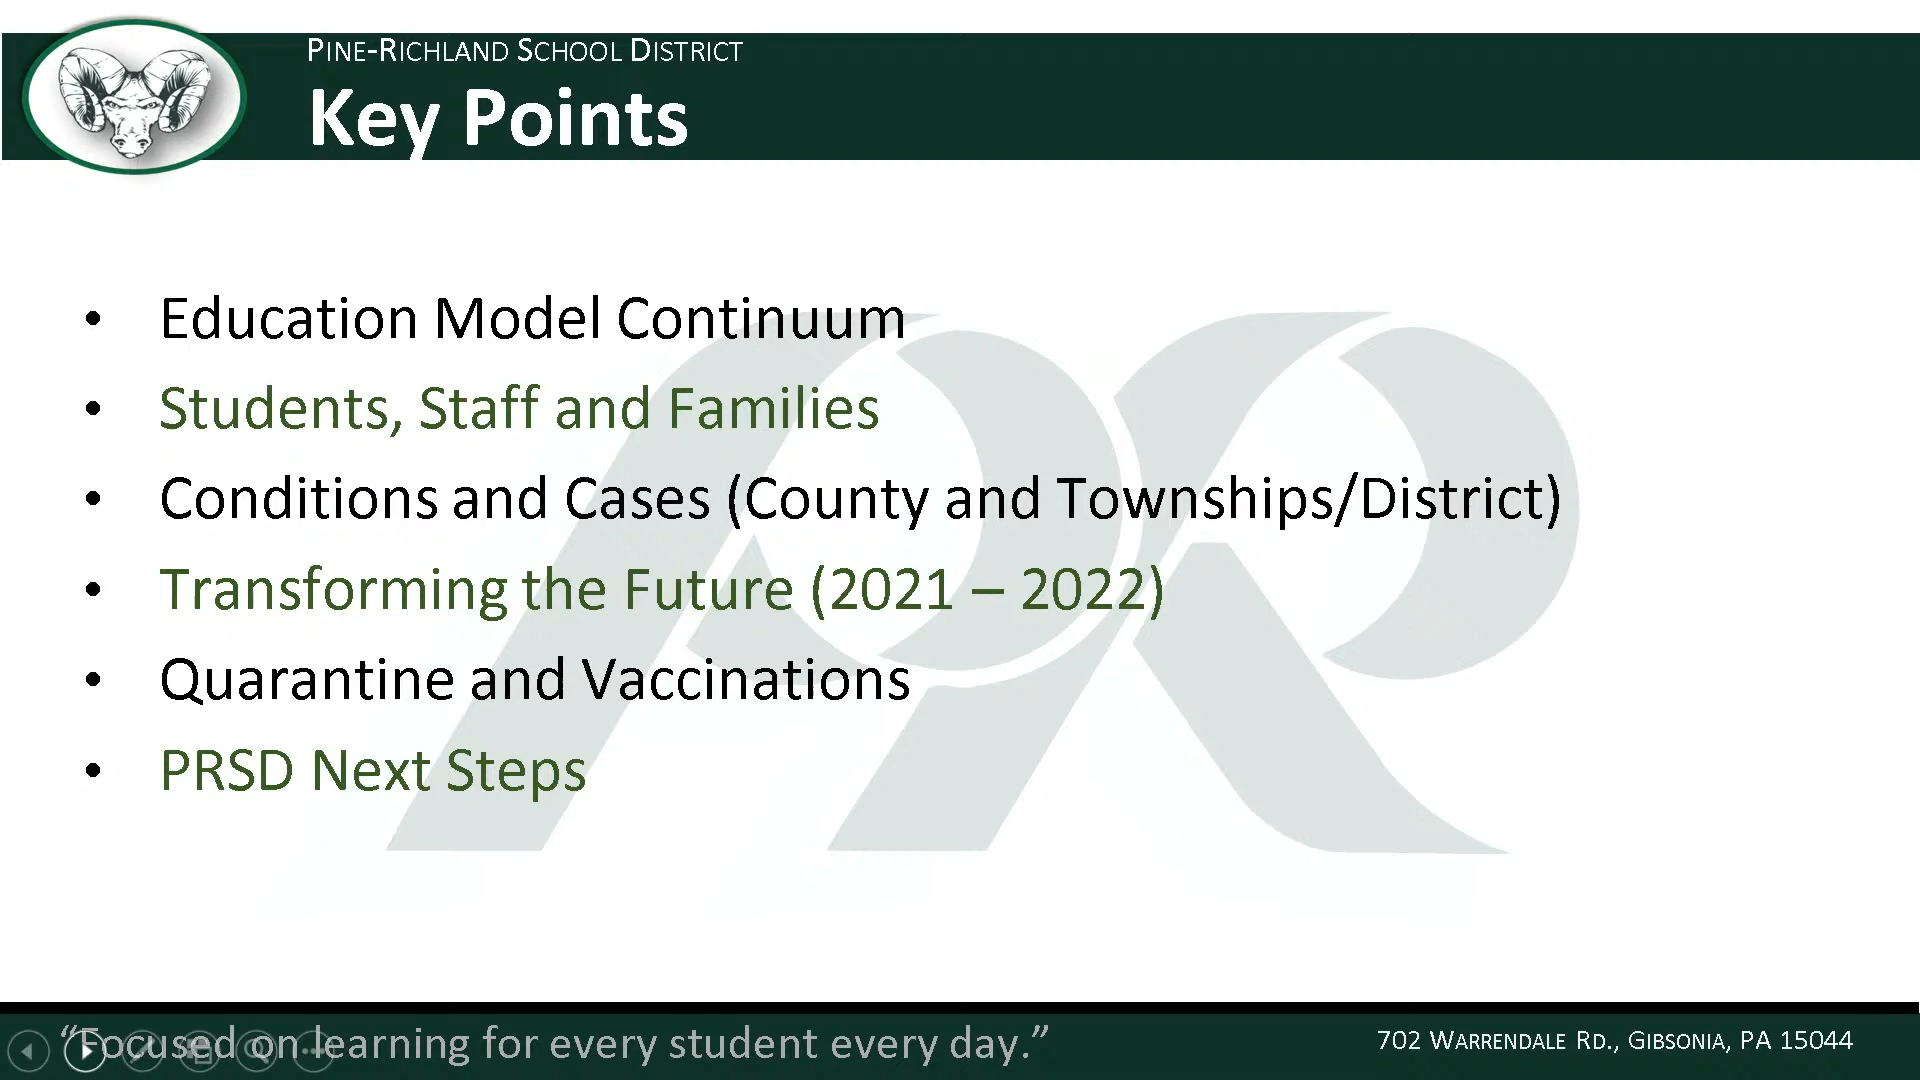 PINE-RICHLAND SCHOOL DISTRICT
Key Points
• Education Model Continuum
• Students, Staff and Families
• Conditions and Cases (County and Townships/District)
• Transforming the Future (2021 – 2022)
• Quarantine and Vaccinations
• PRSD Next Steps
“Focused on learning for every student every day.”
702 WARRENDALE RD., GIBSONIA, PA 15044